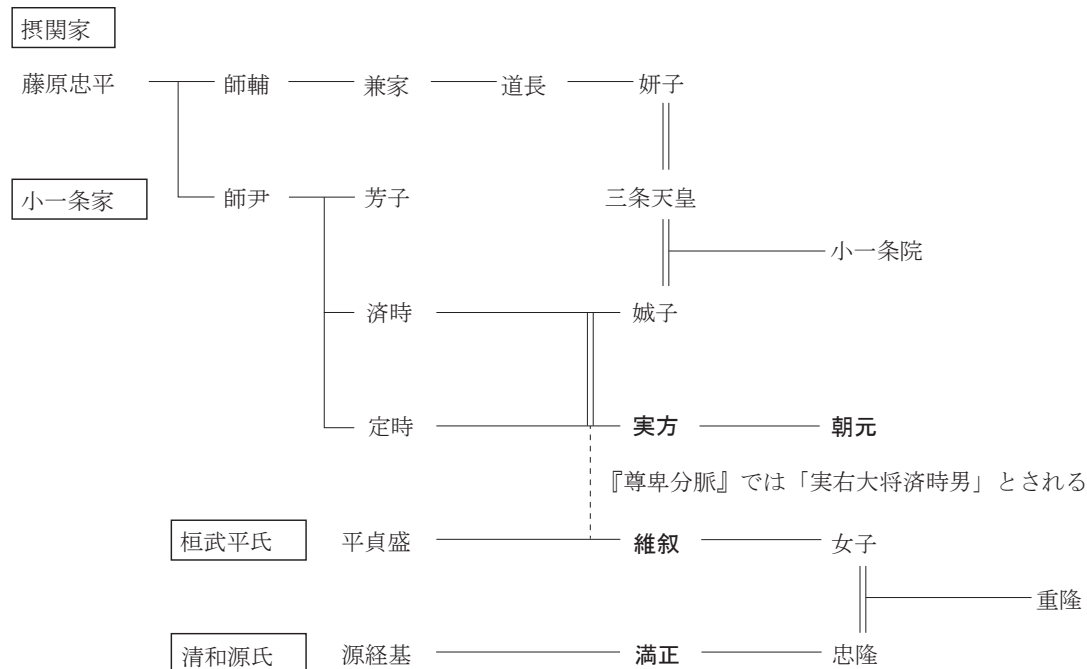 摂関家
藤原忠平 師輔 兼家 道長 妍子
小一条家 師尹 芳子 三条天皇
小一条院
済時 娍子
定時 実方 朝元
『尊卑分脈』では「実右大将済時男」とされる
桓武平氏 平貞盛 維叙 女子
重隆
清和源氏 源経基 満正 忠隆